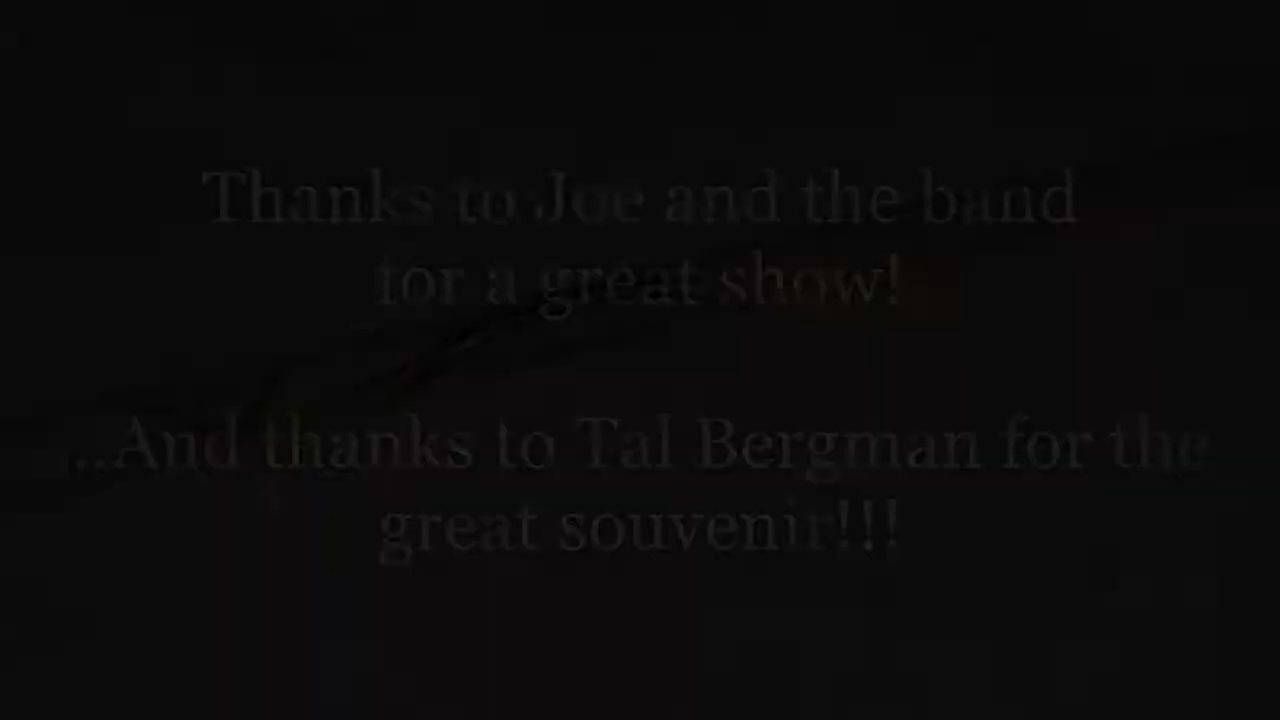 Thanks to Joe and the band
for a great show!
..And thanks to Tal Bergman for the
great souvenir!!!